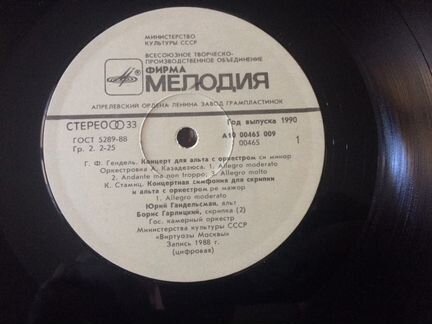 МИНИСТЕРСТВО
КУЛЬТУРЫ СССР
ВСЕСОЮЗНОЕ ТВОРЧЕСКО-
ПРОИЗВОДСТВЕННОЕ ОБЪЕДИНЕНИЕ
ФИРМА
МЕЛОДИЯ
АПРЕЛЕВСКИЙ ОРДЕНА ЛЕНИНА ЗАВОД ГРАМПЛАСТИНОК
СТЕРЕО 33
Год выпуска 1990
ГОСТ 5289-88
А10 00465 009
Гр. 2. 2-25
00465
1
Г. Ф. Гендель. Концерт для альта с оркестром си минор
Оркестровка А. Казадезюса. 1. Allegro moderato
2. Andante ma non troppo; 3. Allegro molto
К. Стамиц. Концертная симфония для скрипки
и альта с оркестром ре мажор
1. Allegro moderato
Юрий Гандельсман, альт
Борис Гарлицкий, скрипка (2)
Гос. камерный оркестр
Министерства культуры СССР
«Виртуозы Москвы»
Запись 1988 г.
(цифровая)